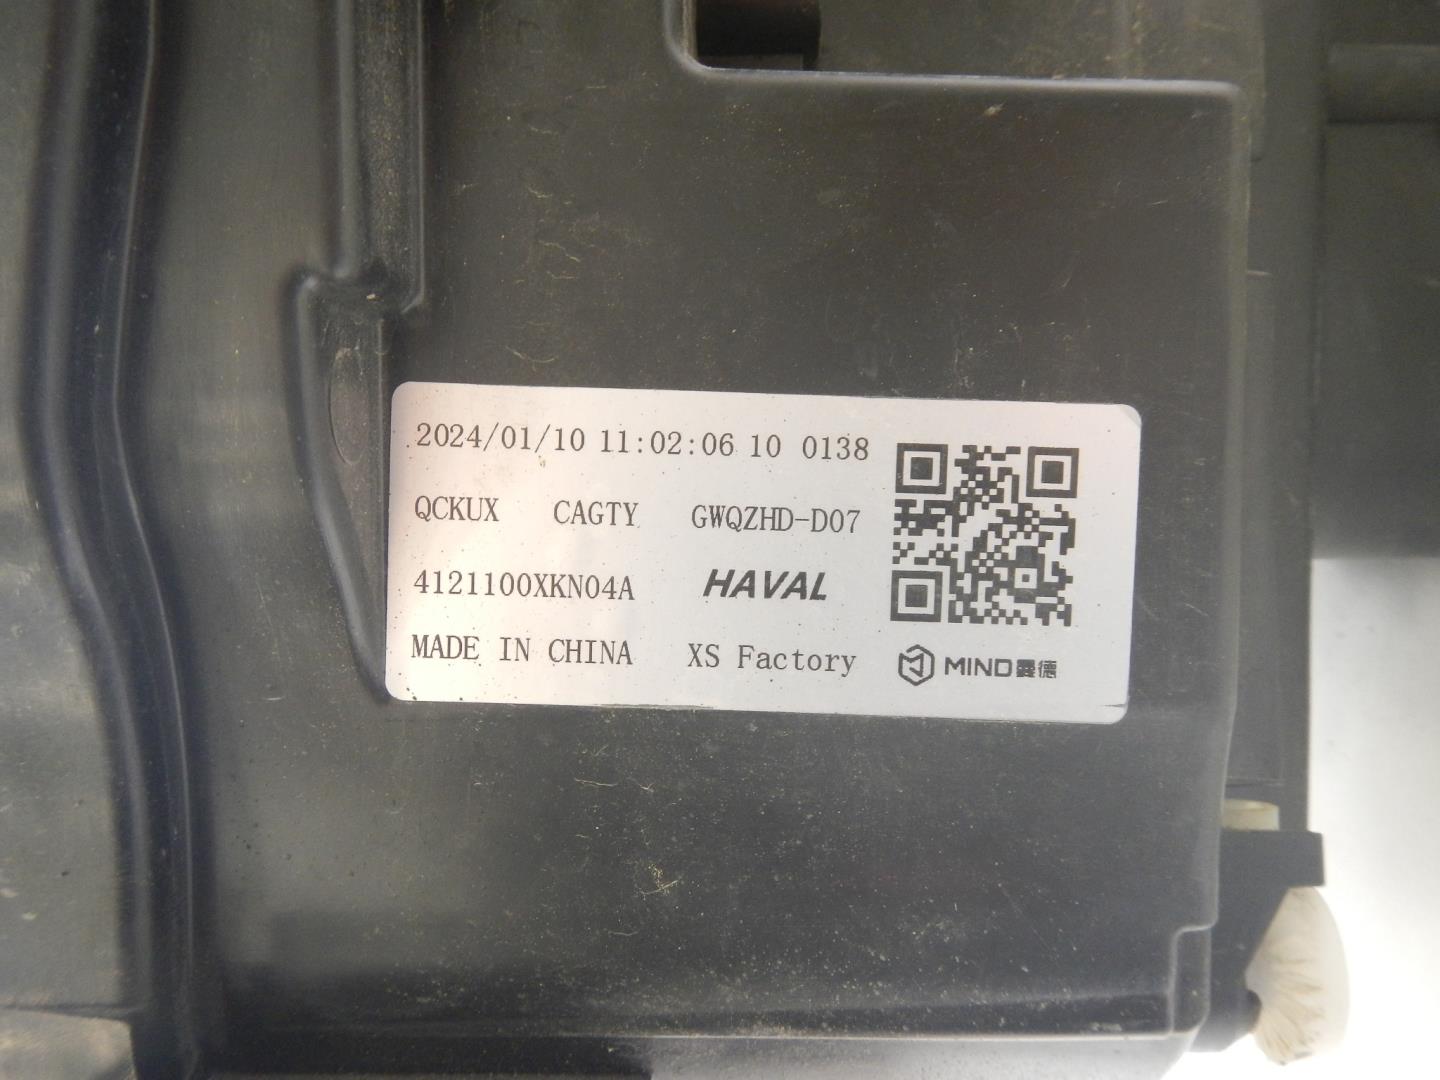 2024/01/10 11:02:06 10 0138
QCKUX CAGTY GWQZHD-D07
4121100XKN04A HAVAL
MADE IN CHINA XS Factory
MIND鑫德